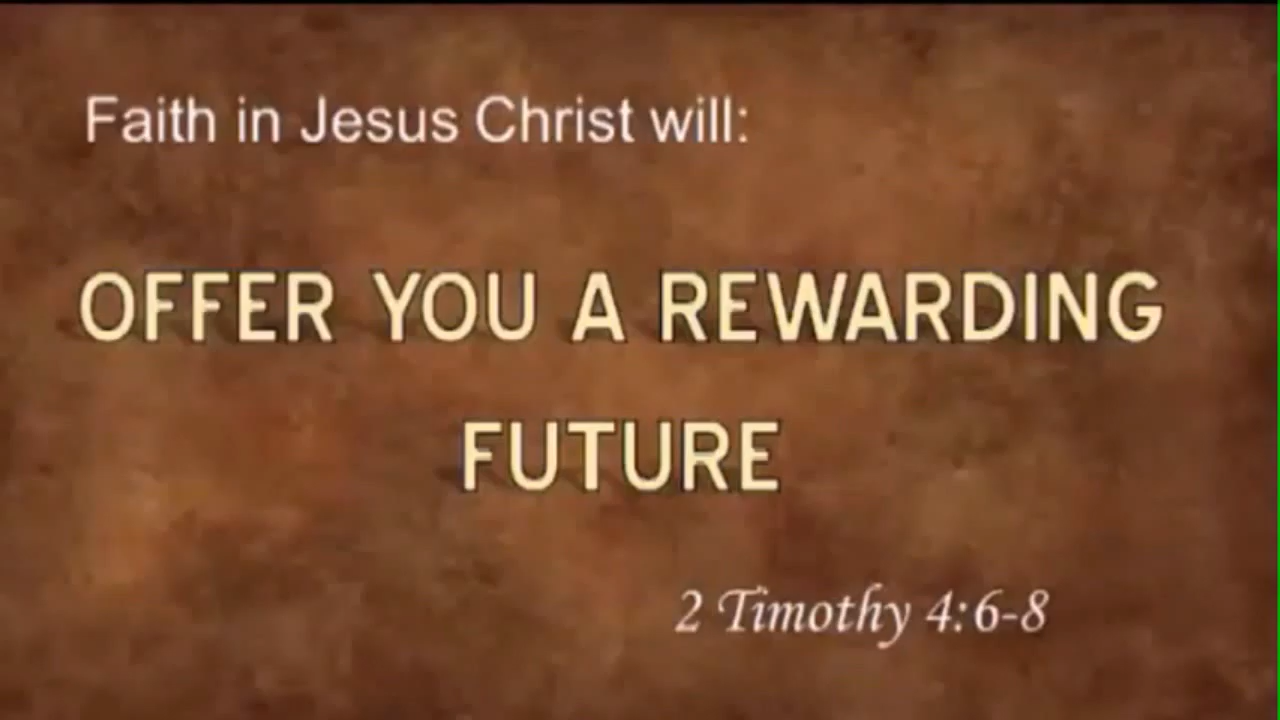 Faith in Jesus Christ will:
OFFER YOU A REWARDING
FUTURE
2 Timothy 4:6-8